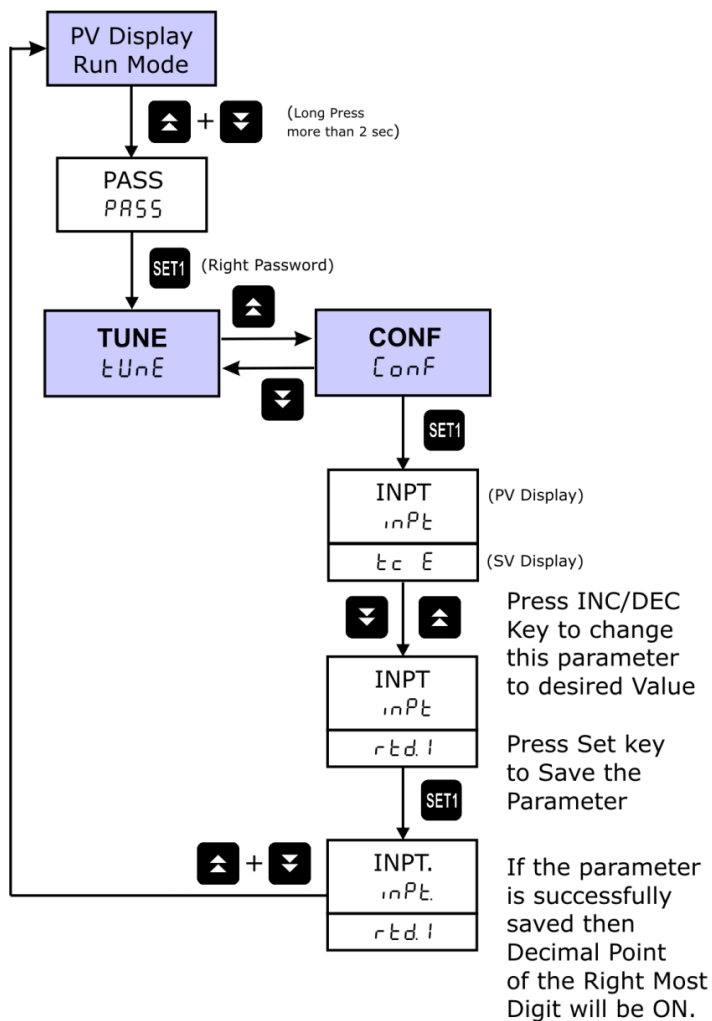 PV Display
Run Mode
+
(Long Press
more than 2 sec)
PASS
PASS
SET1
(Right Password)
TUNE
tUnE
CONF
ConF
SET1
INPT
inPt
(PV Display)
tc E
(SV Display)
Press INC/DEC
Key to change
this parameter
to desired Value
INPT
inPt
rtd.1
Press Set key
to Save the
Parameter
SET1
+
INPT.
inPt.
rtd.1
If the parameter
is successfully
saved then
Decimal Point
of the Right Most
Digit will be ON.